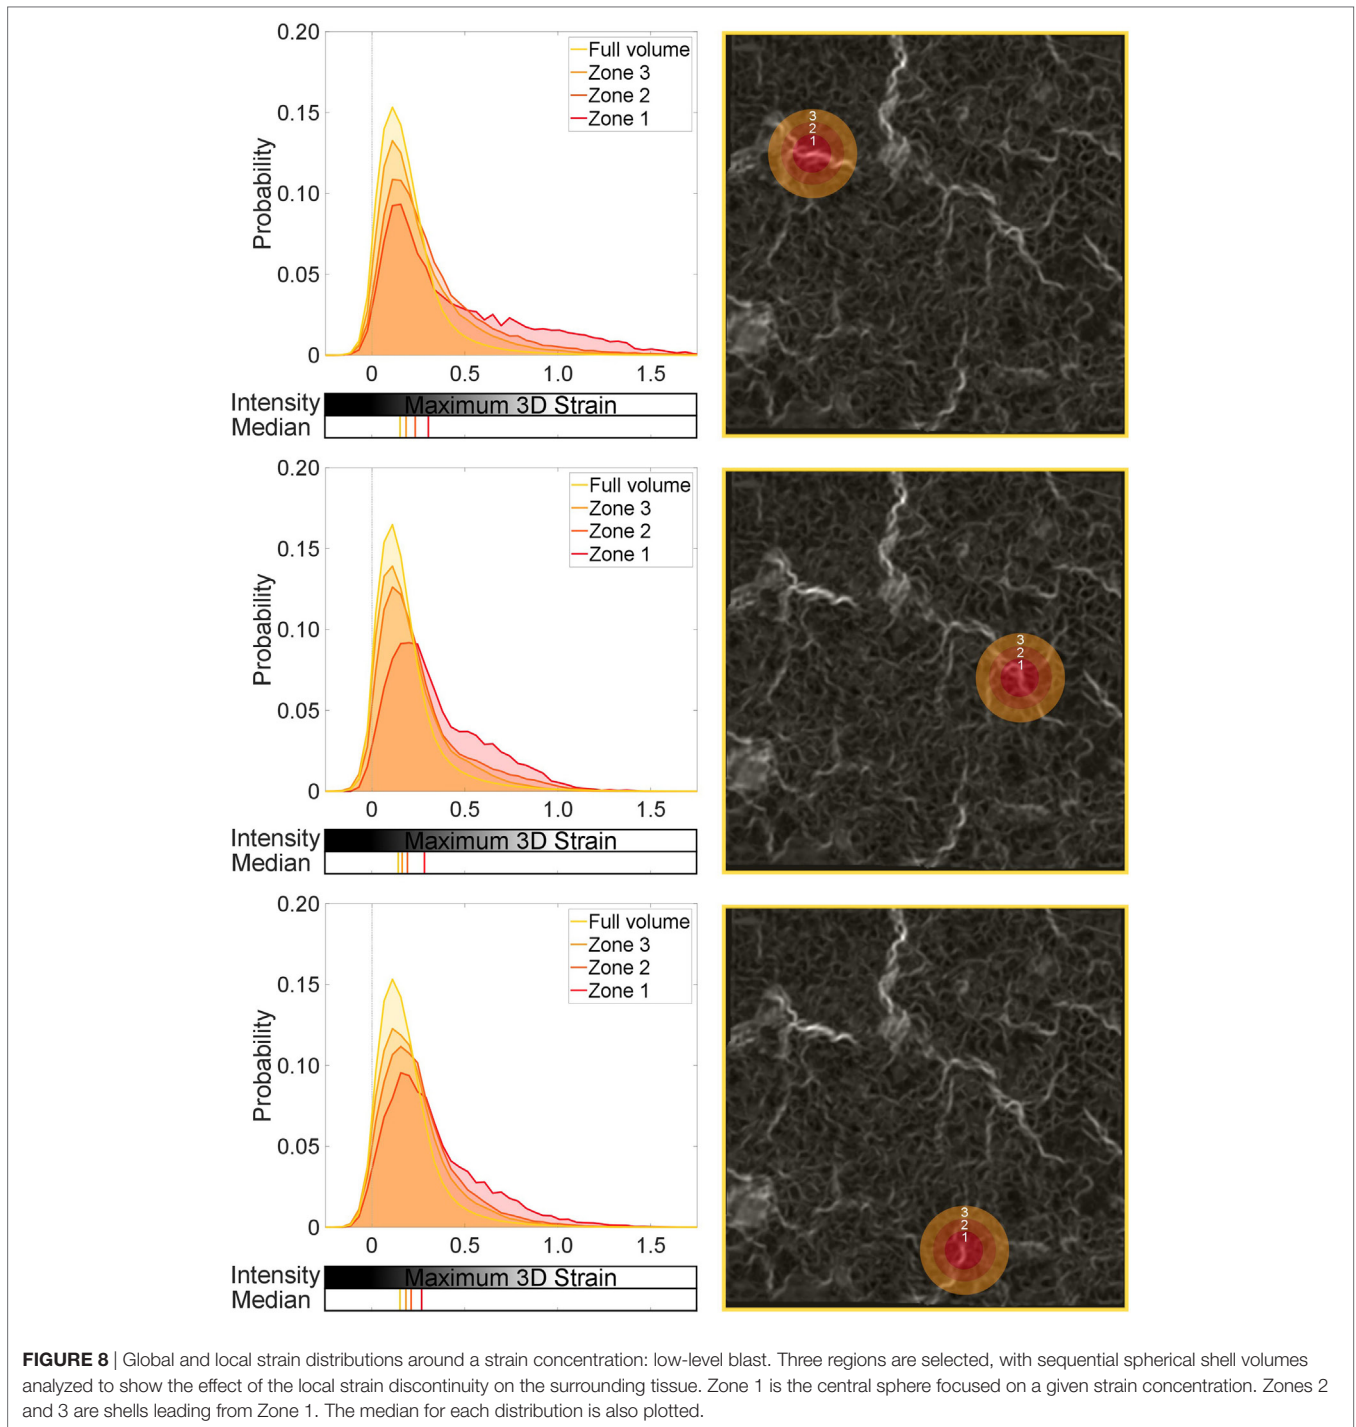 0.20
0.15
0.10
0.05
0
Probability
Full volume
Zone 3
Zone 2
Zone 1
0 0.5 1.0 1.5
Intensity Maximum 3D Strain
Median
3
2
1
0.20
0.15
0.10
0.05
0
Probability
Full volume
Zone 3
Zone 2
Zone 1
0 0.5 1.0 1.5
Intensity Maximum 3D Strain
Median
3
2
1
0.20
0.15
0.10
0.05
0
Probability
Full volume
Zone 3
Zone 2
Zone 1
0 0.5 1.0 1.5
Intensity Maximum 3D Strain
Median
3
2
1
FIGURE 8 | Global and local strain distributions around a strain concentration: low-level blast. Three regions are selected, with sequential spherical shell volumes
analyzed to show the effect of the local strain discontinuity on the surrounding tissue. Zone 1 is the central sphere focused on a given strain concentration. Zones 2
and 3 are shells leading from Zone 1. The median for each distribution is also plotted.